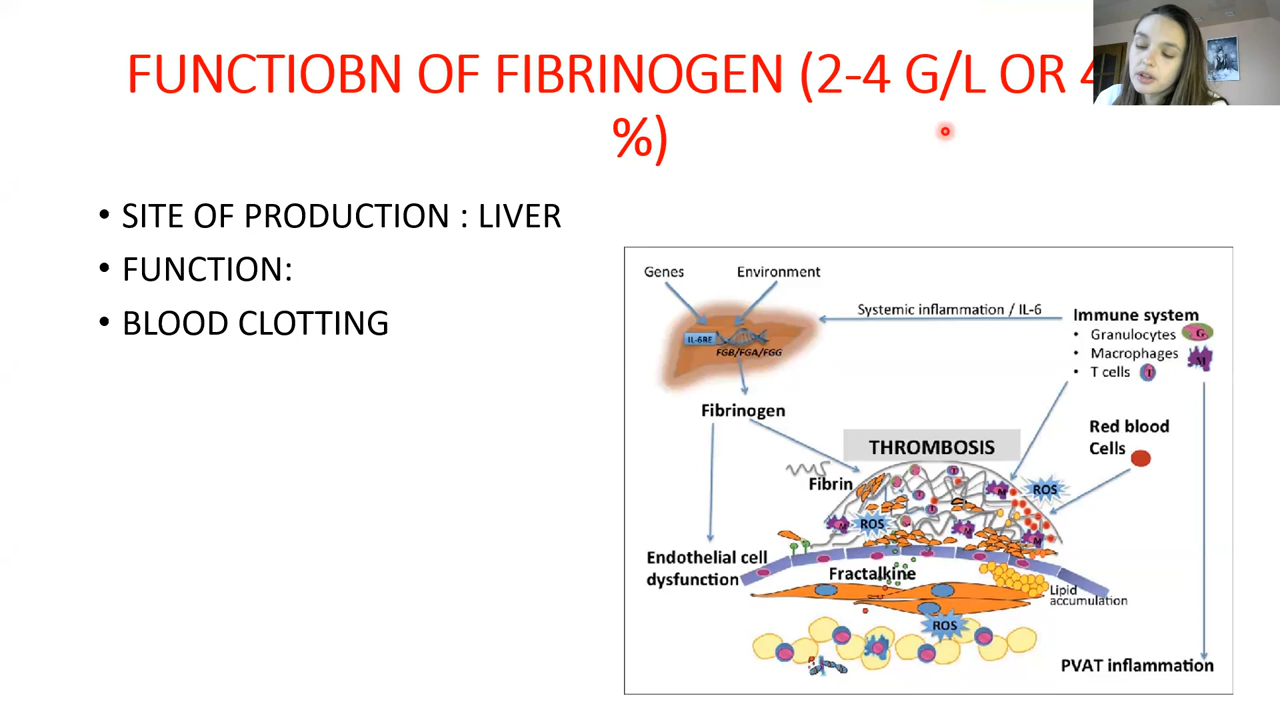 FUNCTIOBN OF FIBRINOGEN (2-4 G/L OR 4
%)
• SITE OF PRODUCTION : LIVER
• FUNCTION:
• BLOOD CLOTTING
Genes
Environment
Systemic inflammation / IL-6
Immune system
• Granulocytes
G
• Macrophages
M
• T cells
T
IL-6RE
FGB/FGA/FGG
Fibrinogen
Red blood
Cells
THROMBOSIS
Fibrin
ROS
ROS
M
M
M
M
T
T
T
Endothelial cell
dysfunction
Fractalkine
Lipid
accumulation
ROS
PVAT inflammation